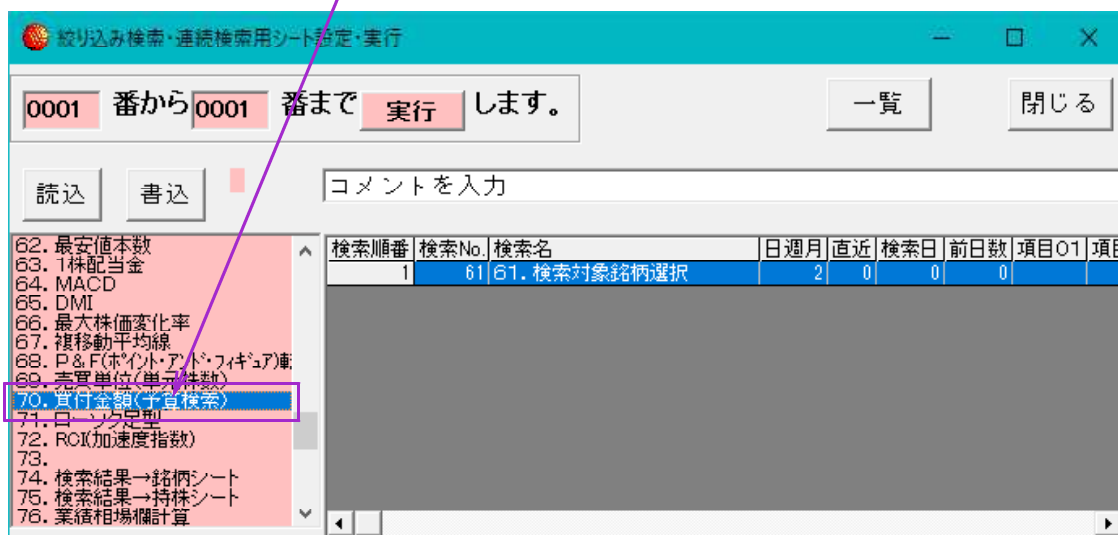 絞り込み検索・連続検索用シート設定・実行
0001 番から 0001 番まで 実行 します。
一覧
閉じる
読込
書込
コメントを入力
62. 最安値本数
63. 1株配当金
64. MACD
65. DMI
66. 最大株価変化率
67. 複移動平均線
68. P&F(ポイント・アンド・フィギュア)転
69. 売買単位(単元株数)
70. 買付金額(予算検索)
71. ローソク足型
72. RCI(加速度指数)
73.
74. 検索結果→銘柄シート
75. 検索結果→持株シート
76. 業績相場欄計算
検索順番 検索No. 検索名 日週月 直近 検索日 前日数 項目01 項目
1 61 61. 検索対象銘柄選択 2 0 0 0